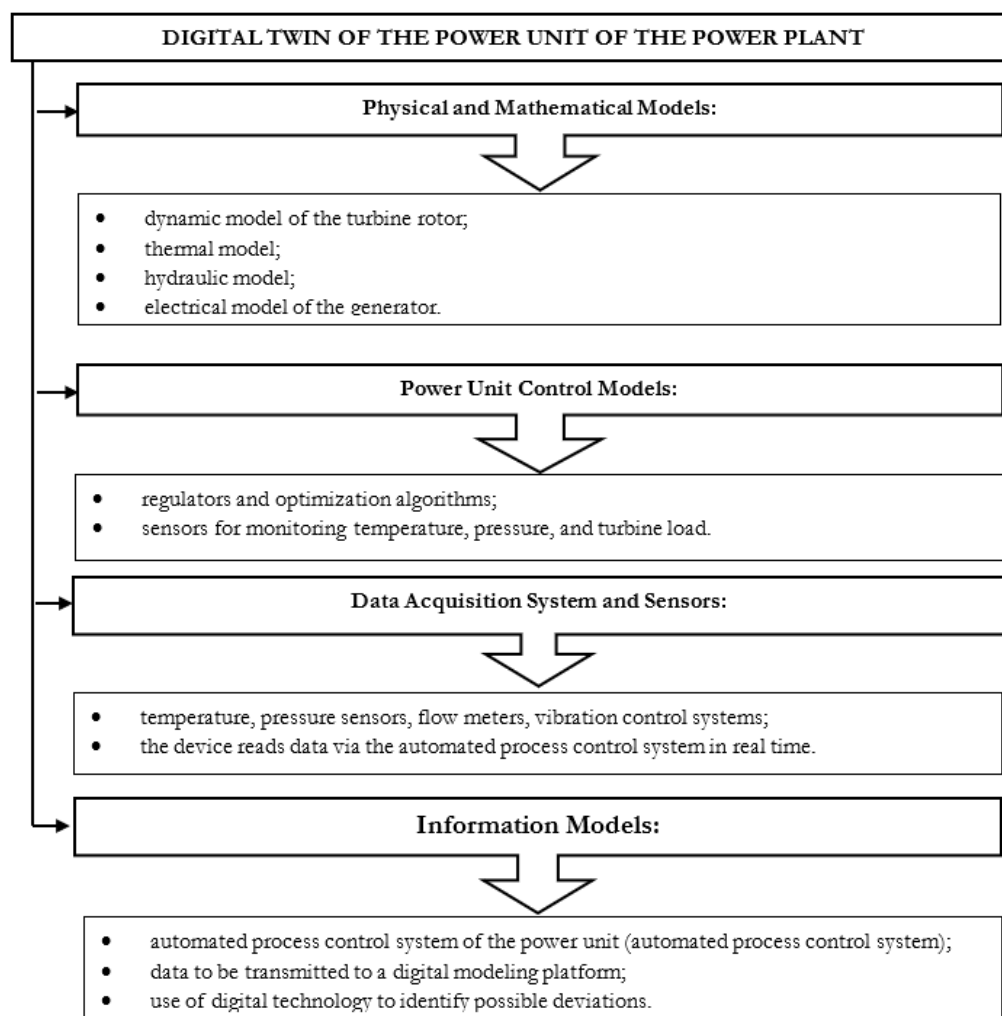 DIGITAL TWIN OF THE POWER UNIT OF THE POWER PLANT
Physical and Mathematical Models:
• dynamic model of the turbine rotor;
• thermal model;
• hydraulic model;
• electrical model of the generator.
Power Unit Control Models:
• regulators and optimization algorithms;
• sensors for monitoring temperature, pressure, and turbine load.
Data Acquisition System and Sensors:
• temperature, pressure sensors, flow meters, vibration control systems;
• the device reads data via the automated process control system in real time.
Information Models:
• automated process control system of the power unit (automated process control system);
• data to be transmitted to a digital modeling platform;
• use of digital technology to identify possible deviations.